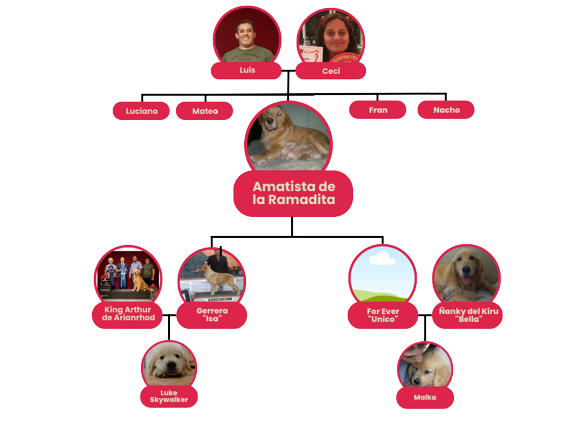 Luis
Ceci
Luciano
Mateo
Fran
Nacho
Amatista de
la Ramadita
King Arthur
de Arianrhod
Gerrera
"Isa"
For Ever
"Unico"
Ñanky del Kiru
"Bella"
ASOCIACION
Luke
Skywalker
Malka